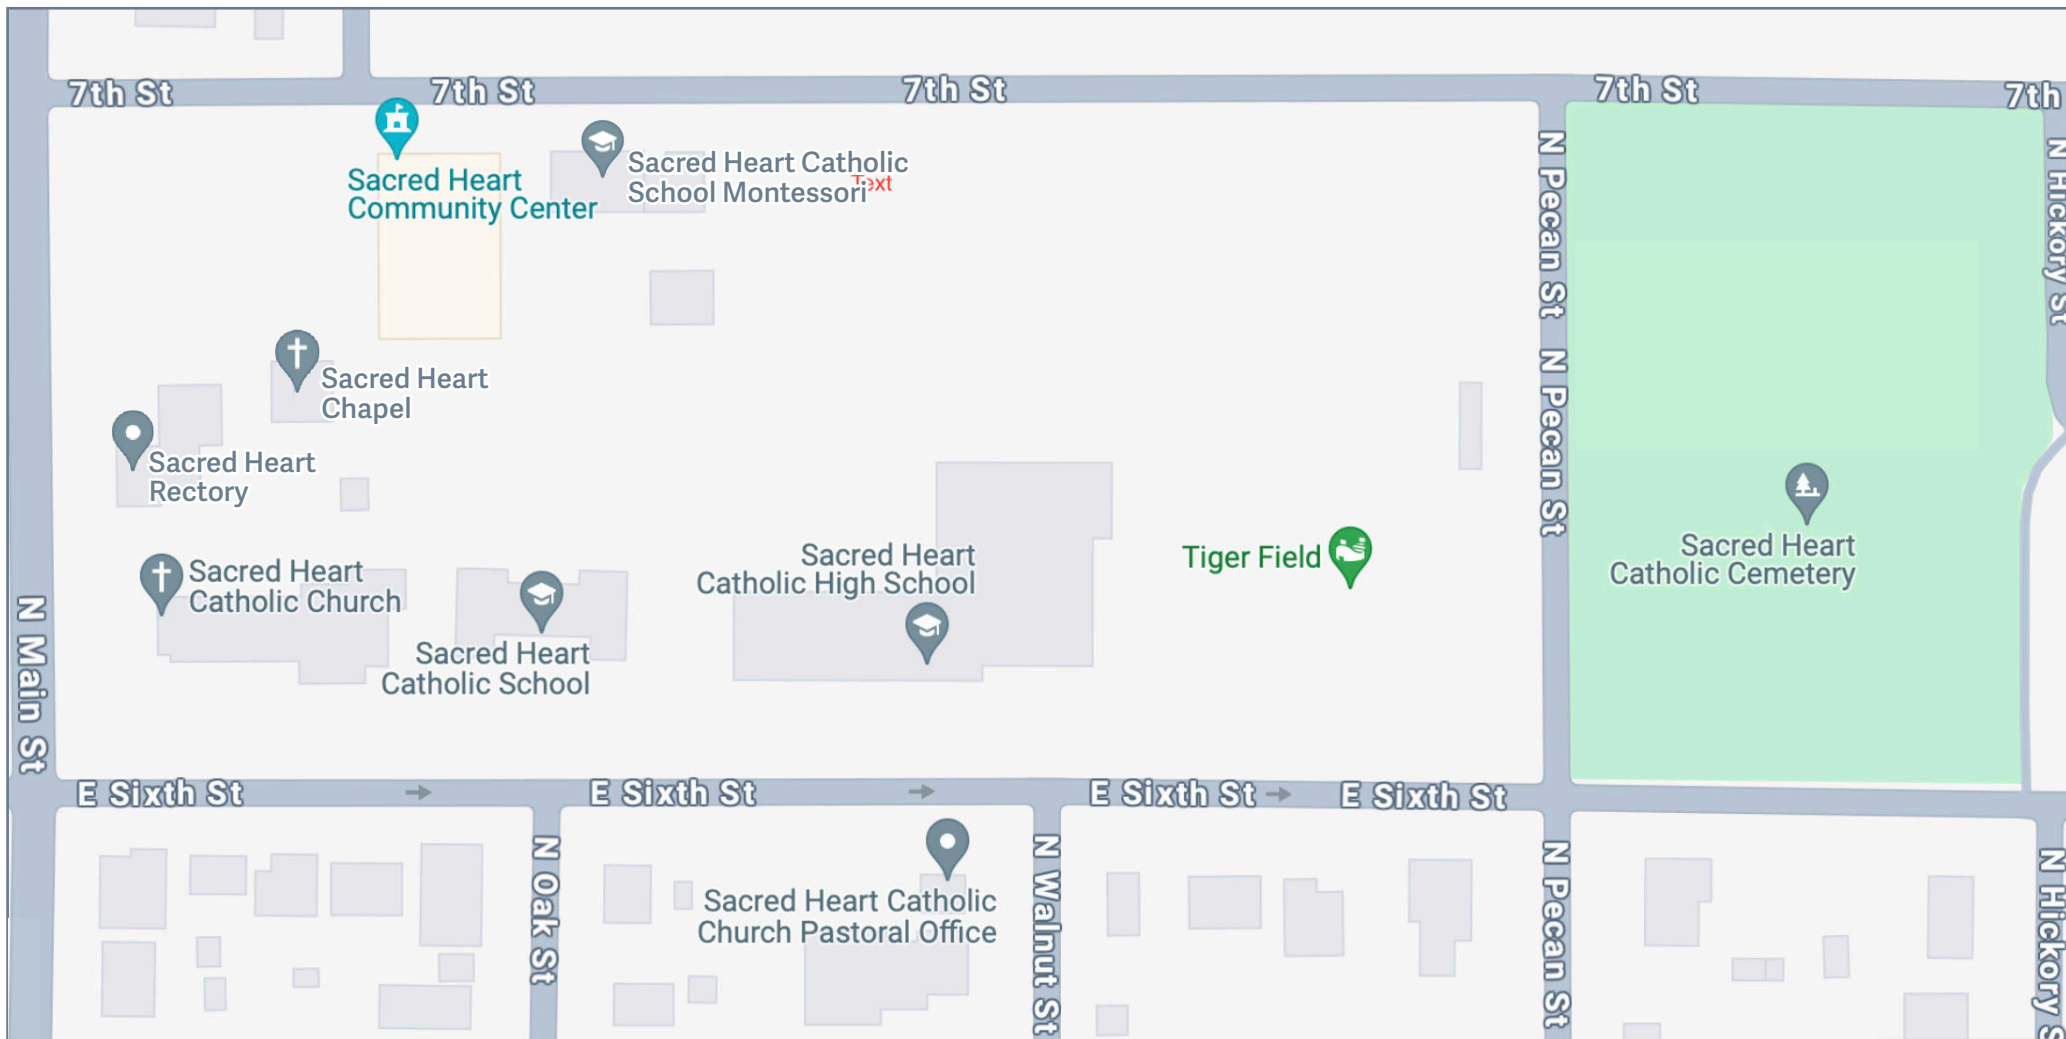 7th St
7th St
7th St
7th St
7th
Sacred Heart
Community Center
Sacred Heart Catholic
School Montessori
Text
N Pecan St
N Hickory St
Sacred Heart
Chapel
N Pecan St
Sacred Heart
Rectory
Sacred Heart
Catholic Church
Sacred Heart
Catholic School
Sacred Heart
Catholic High School
Tiger Field
Sacred Heart
Catholic Cemetery
N Main St
E Sixth St
E Sixth St
E Sixth St
E Sixth St
N Oak St
Sacred Heart Catholic
Church Pastoral Office
N Walnut St
N Pecan St
N Hickory S